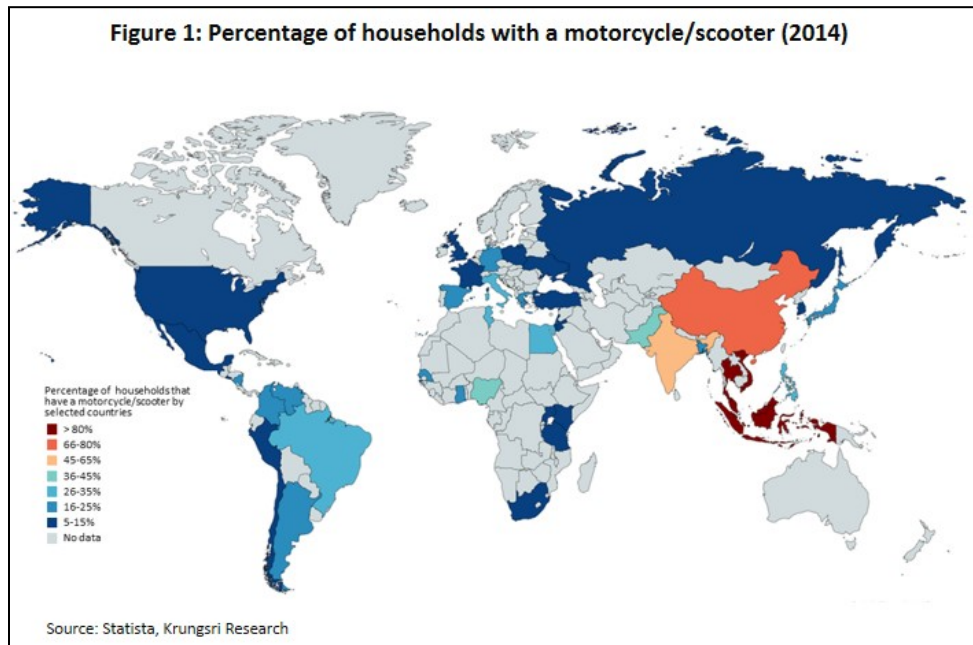 Figure 1: Percentage of households with a motorcycle/scooter (2014)
Percentage of households that
have a motorcycle/scooter by
selected countries
> 80%
66-80%
45-65%
36-45%
26-35%
16-25%
5-15%
No data
Source: Statista, Krungsri Research